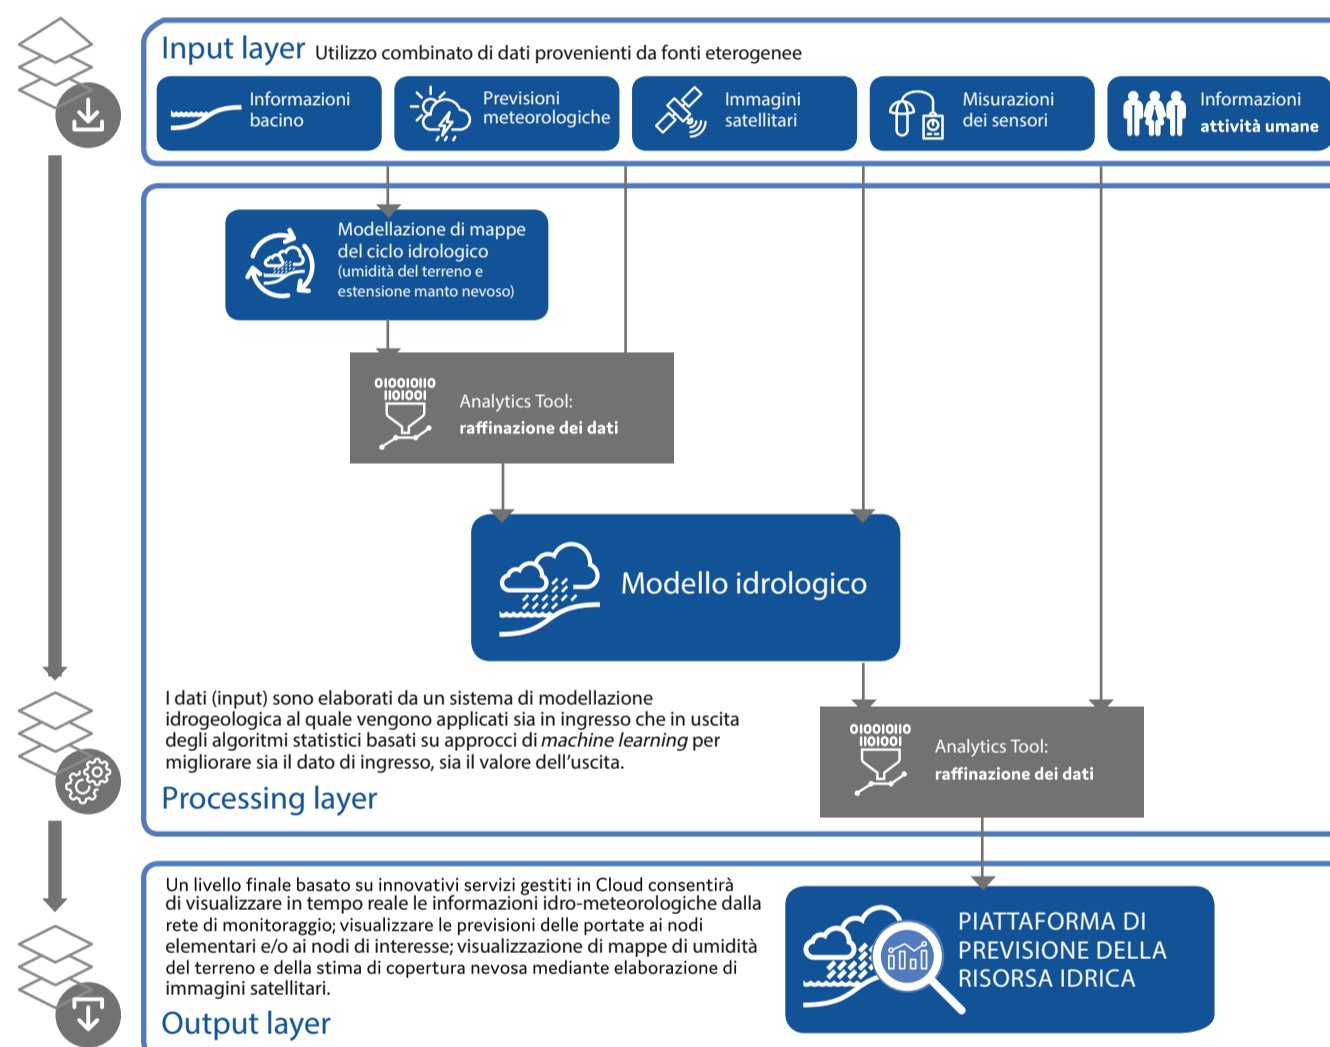 Input layer Utilizzo combinato di dati provenienti da fonti eterogenee
Informazioni
bacino
Previsioni
meteorologiche
Immagini
satellitari
Misurazioni
dei sensori
Informazioni
attività umane
Modellazione di mappe
del ciclo idrologico
(umidità del terreno e
estensione manto nevoso)
010010110
1101001
Analytics Tool:
raffinazione dei dati
Modello idrologico
I dati (input) sono elaborati da un sistema di modellazione
idrogeologica al quale vengono applicati sia in ingresso che in uscita
degli algoritmi statistici basati su approcci di machine learning per
migliorare sia il dato di ingresso, sia il valore dell'uscita.
Processing layer
010010110
1101001
Analytics Tool:
raffinazione dei dati
Un livello finale basato su innovativi servizi gestiti in Cloud consentirà
di visualizzare in tempo reale le informazioni idro-meteorologiche dalla
rete di monitoraggio; visualizzare le previsioni delle portate ai nodi
elementari e/o ai nodi di interesse; visualizzazione di mappe di umidità
del terreno e della stima di copertura nevosa mediante elaborazione di
immagini satellitari.
Output layer
PIATTAFORMA DI
PREVISIONE DELLA
RISORSA IDRICA